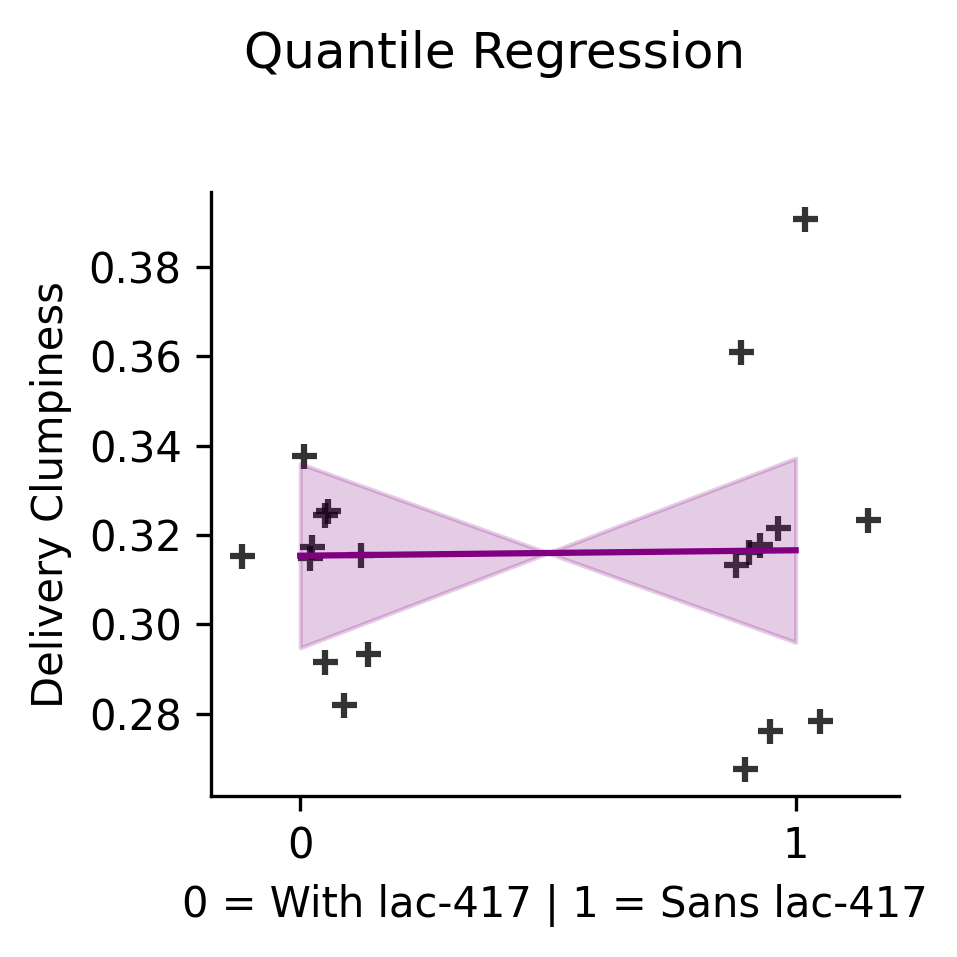 Quantile Regression
Delivery Clumpiness
0.38
0.36
0.34
0.32
0.30
0.28
0
1
0 = With lac-417 | 1 = Sans lac-417